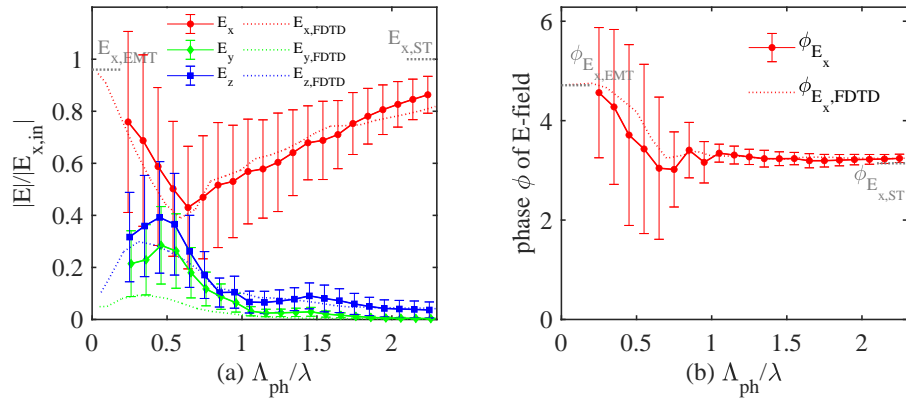 |E|/|E_x,in|
1
0.8
0.6
0.4
0.2
0
0 0.5 1 1.5 2
(a) Λ_ph/λ
E_x
E_y
E_z
E_x,FDTD
E_y,FDTD
E_z,FDTD
E_x,EMT
E_x,ST
phase ϕ of E-field
6
4
2
0
0 0.5 1 1.5 2
(b) Λ_ph/λ
ϕ_E_x
ϕ_E_x,FDTD
ϕ_E_x,EMT
ϕ_E_x,ST